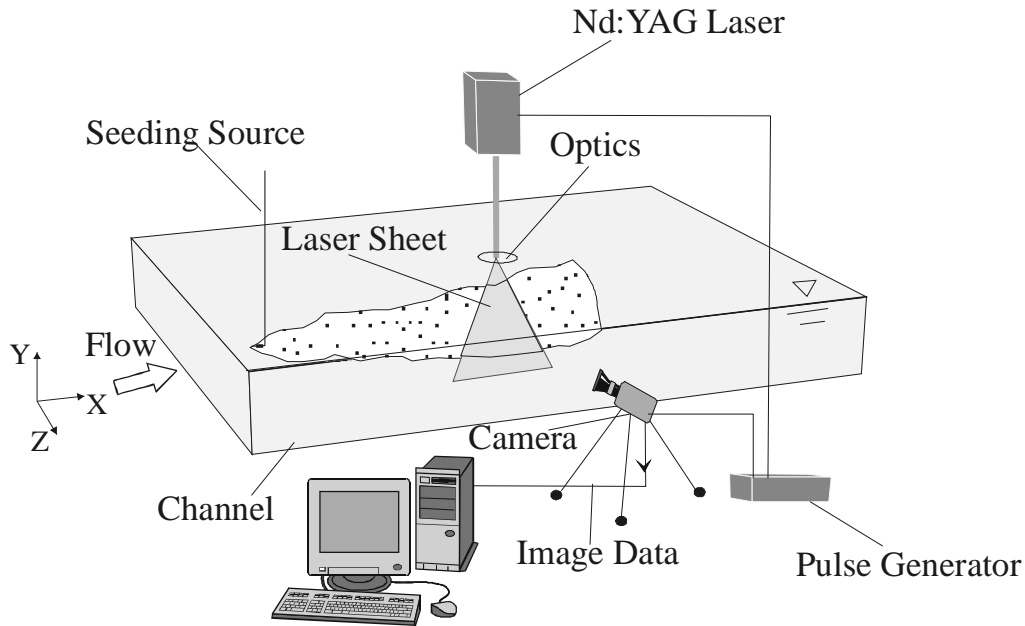 Nd:YAG Laser
Seeding Source
Optics
Laser Sheet
Y
Flow
X
Z
Camera
Channel
Image Data
Pulse Generator